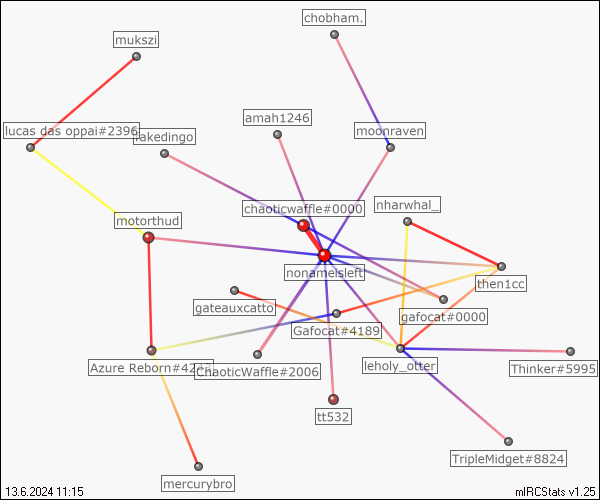 chobham.
mukszi
amah1246
lucas das oppai#2396
akedingo
moonraven
chaoticwaffle#0000
nharwhal_
motorthud
nonameisleft
then1cc
gateauxcatto
gafocat#0000
Gafocat#4189
Azure Reborn#42
ChaoticWaffle#2006
leholy_otter
Thinker#5995
tt532
TripleMidget#8824
mercurybro
13.6.2024 11:15
mIRCStats v1.25